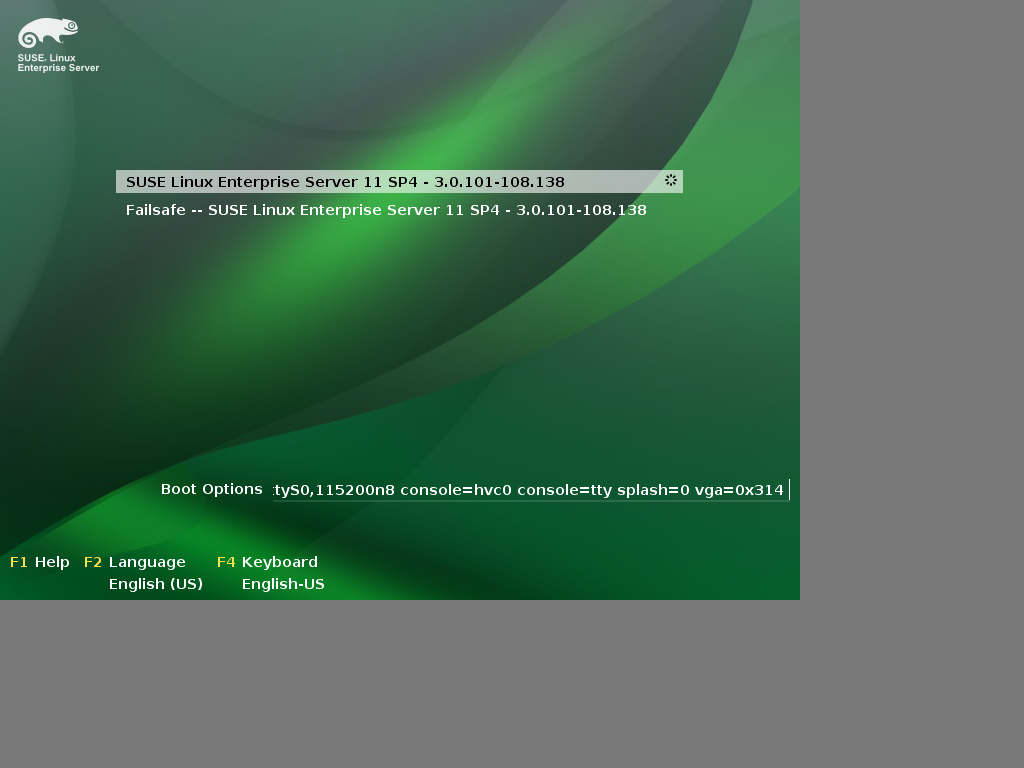 SUSE. Linux
Enterprise Server
SUSE Linux Enterprise Server 11 SP4 - 3.0.101-108.138
Failsafe -- SUSE Linux Enterprise Server 11 SP4 - 3.0.101-108.138
Boot Options ttyS0,115200n8 console=hvc0 console=tty splash=0 vga=0x314
F1 Help F2 Language F4 Keyboard
English (US) English-US